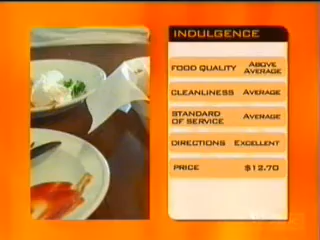 INDULGENCE
FOOD QUALITY ABOVE AVERAGE
CLEANLINESS AVERAGE
STANDARD OF SERVICE AVERAGE
DIRECTIONS EXCELLENT
PRICE $12.70